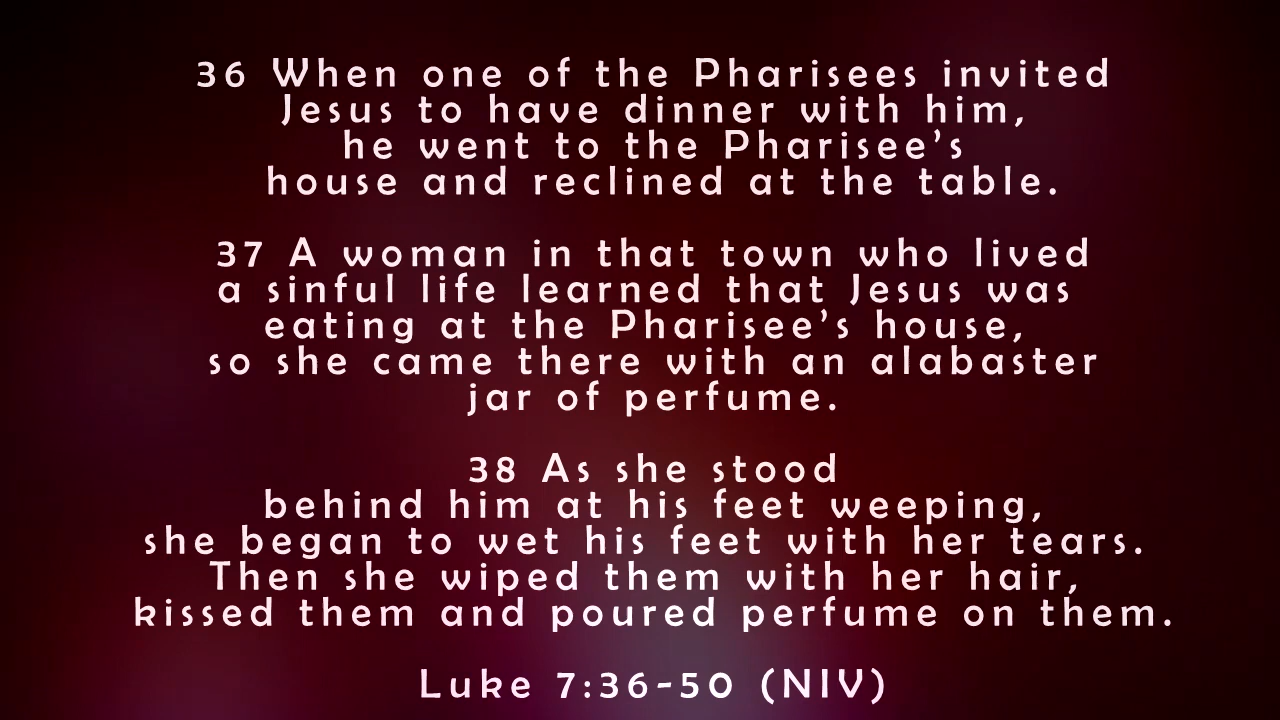 36 When one of the Pharisees invited
Jesus to have dinner with him,
he went to the Pharisee’s
house and reclined at the table.
37 A woman in that town who lived
a sinful life learned that Jesus was
eating at the Pharisee’s house,
so she came there with an alabaster
jar of perfume.
38 As she stood
behind him at his feet weeping,
she began to wet his feet with her tears.
Then she wiped them with her hair,
kissed them and poured perfume on them.
Luke 7:36-50 (NIV)